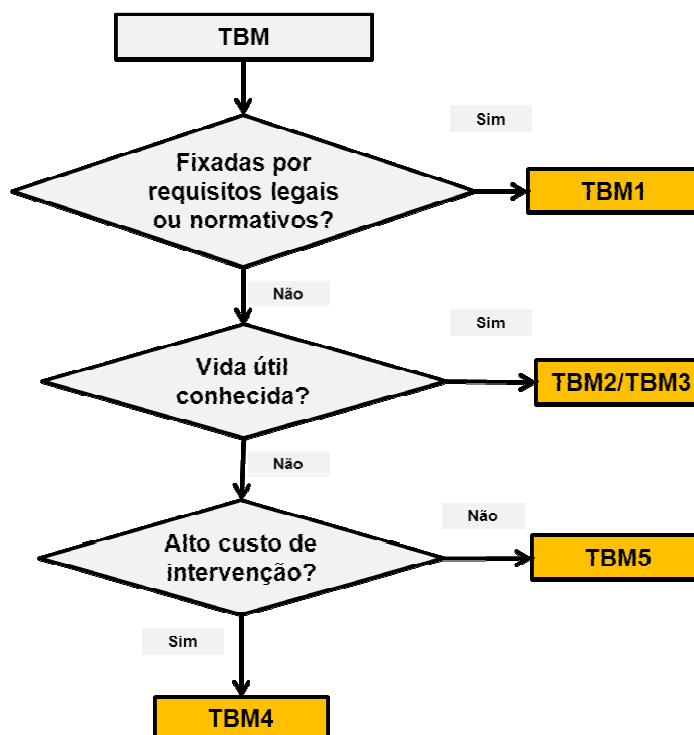 TBM
Sim
Fixadas por
requisitos legais
ou normativos?
TBM1
Não
Sim
Vida útil
conhecida?
TBM2/TBM3
Não
Não
Alto custo de
intervenção?
TBM5
Sim
TBM4